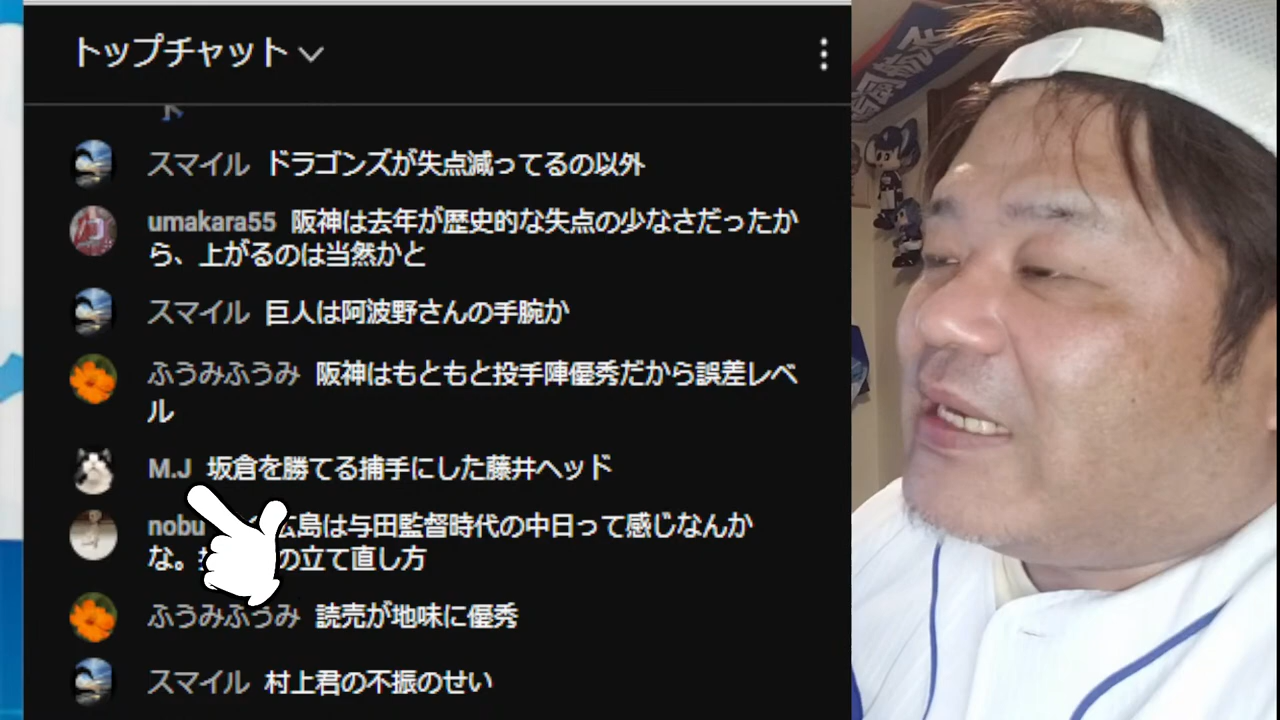 トップチャット
スマイル ドラゴンズが失点減ってるの以外
umakara55 阪神は去年が歴史的な失点の少なさだったか
ら、上がるのは当然かと
スマイル 巨人は阿波野さんの手腕か
ふうみふうみ 阪神はもともと投手陣優秀だから誤差レベ
ル
M.J 坂倉を勝てる捕手にした藤井ヘッド
nobu 広島は与田監督時代の中日って感じなんか
な。 の立て直し方
ふうみふうみ 読売が地味に優秀
スマイル 村上君の不振のせい